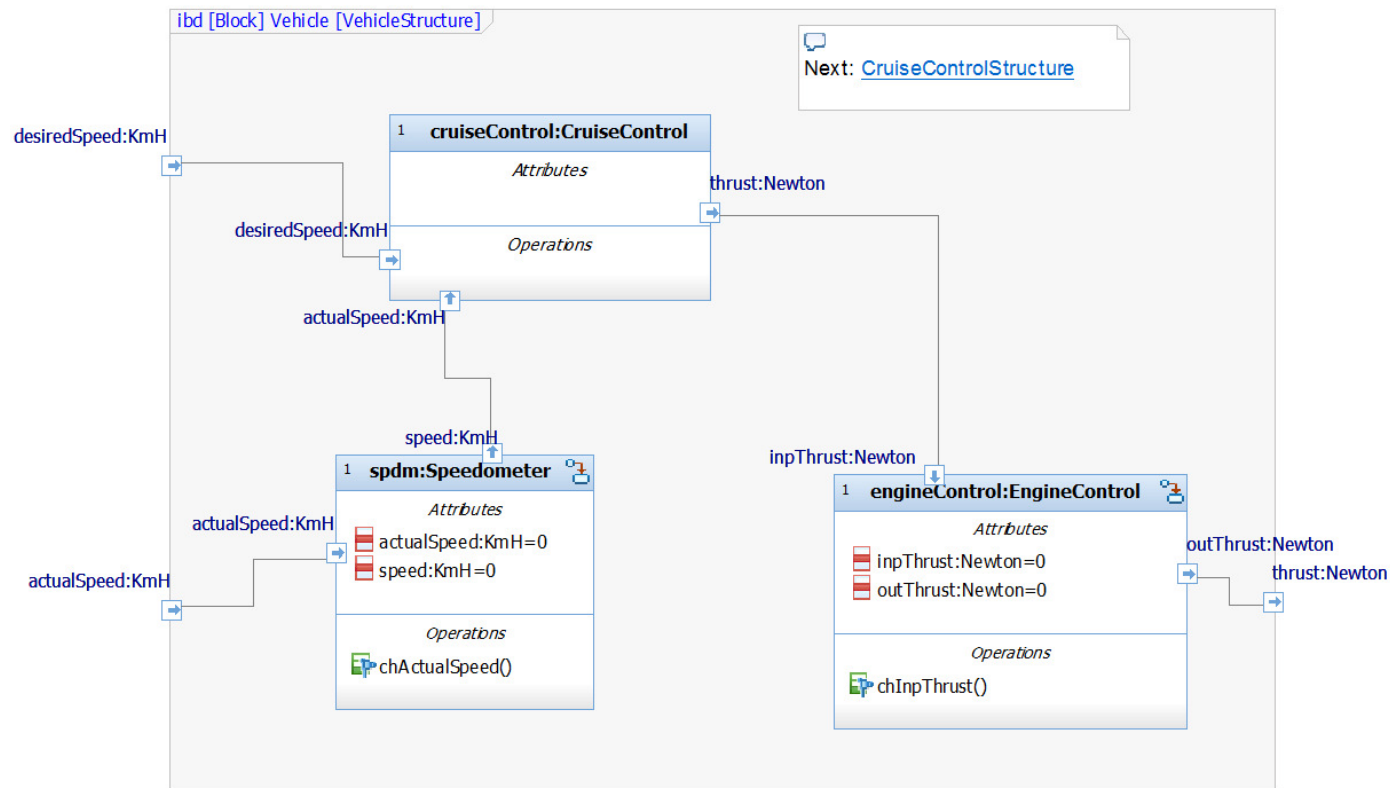 ibd [Block] Vehicle [VehicleStructure]
Next: CruiseControlStructure
desiredSpeed:KmH
1 cruiseControl:CruiseControl
Attributes
thrust:Newton
desiredSpeed:KmH
Operations
actualSpeed:KmH
speed:KmH
inpThrust:Newton
1 spdm:Speedometer
1 engineControl:EngineControl
Attributes
actualSpeed:KmH
actualSpeed:KmH=0
speed:KmH=0
Attributes
inpThrust:Newton=0
outThrust:Newton=0
outThrust:Newton
thrust:Newton
actualSpeed:KmH
Operations
chActualSpeed()
Operations
chInpThrust()